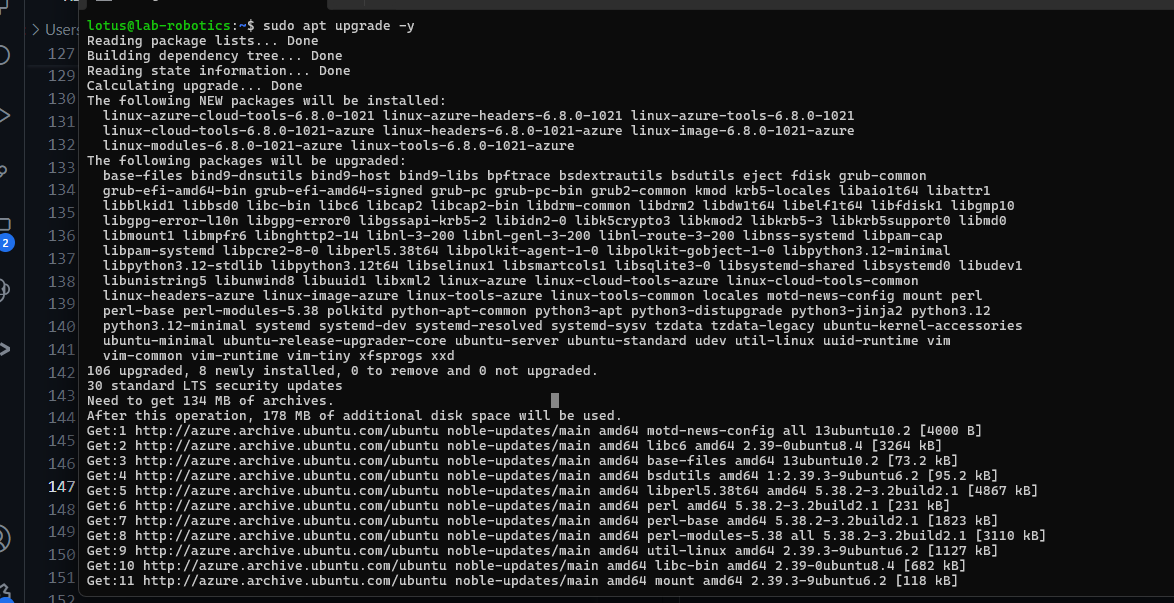 lotus@lab-robotics:~$ sudo apt upgrade -y
Reading package lists... Done
Building dependency tree... Done
Reading state information... Done
Calculating upgrade... Done
The following NEW packages will be installed:
linux-azure-cloud-tools-6.8.0-1021 linux-azure-headers-6.8.0-1021 linux-azure-tools-6.8.0-1021
linux-cloud-tools-6.8.0-1021-azure linux-headers-6.8.0-1021-azure linux-image-6.8.0-1021-azure
linux-modules-6.8.0-1021-azure linux-tools-6.8.0-1021-azure
The following packages will be upgraded:
base-files bind9-dnsutils bind9-host bind9-libs bpftrace bsdextrautils bsdutils eject fdisk grub-common
grub-efi-amd64-bin grub-efi-amd64-signed grub-pc grub-pc-bin grub2-common kmod krb5-locales libaio1t64 libattr1
libblkid1 libbsd0 libc-bin libc6 libcap2 libcap2-bin libdrm-common libdrm2 libdw1t64 libelf1t64 libfdisk1 libgmp10
libgpg-error-l10n libgpg-error0 libgssapi-krb5-2 libidn2-0 libk5crypto3 libkmod2 libkrb5-3 libkrb5support0 libmd0
libmount1 libmpfr6 libnghttp2-14 libnl-3-200 libnl-genl-3-200 libnl-route-3-200 libnss-systemd libpam-cap
libpam-systemd libpcre2-8-0 libperl5.38t64 libpolkit-agent-1-0 libpolkit-gobject-1-0 libpython3.12-minimal
libpython3.12-stdlib libpython3.12t64 libselinux1 libsmartcols1 libsqlite3-0 libsystemd-shared libsystemd0 libudev1
libunistring5 libunwind8 libuuid1 libxml2 linux-azure linux-cloud-tools-azure linux-cloud-tools-common
linux-headers-azure linux-image-azure linux-tools-azure linux-tools-common locales motd-news-config mount perl
perl-base perl-modules-5.38 polkitd python-apt-common python3-apt python3-distupgrade python3-jinja2 python3.12
python3.12-minimal systemd systemd-dev systemd-resolved systemd-sysv tzdata tzdata-legacy ubuntu-kernel-accessories
ubuntu-minimal ubuntu-release-upgrader-core ubuntu-server ubuntu-standard udev util-linux uuid-runtime vim
vim-common vim-runtime vim-tiny xfsprogs xxd
106 upgraded, 8 newly installed, 0 to remove and 0 not upgraded.
30 standard LTS security updates
Need to get 134 MB of archives.
After this operation, 178 MB of additional disk space will be used.
Get:1 http://azure.archive.ubuntu.com/ubuntu noble-updates/main amd64 motd-news-config all 13ubuntu10.2 [4000 B]
Get:2 http://azure.archive.ubuntu.com/ubuntu noble-updates/main amd64 libc6 amd64 2.39-0ubuntu8.4 [3264 kB]
Get:3 http://azure.archive.ubuntu.com/ubuntu noble-updates/main amd64 base-files amd64 13ubuntu10.2 [73.2 kB]
Get:4 http://azure.archive.ubuntu.com/ubuntu noble-updates/main amd64 bsdutils amd64 1:2.39.3-9ubuntu6.2 [95.2 kB]
Get:5 http://azure.archive.ubuntu.com/ubuntu noble-updates/main amd64 libperl5.38t64 amd64 5.38.2-3.2build2.1 [4867 kB]
Get:6 http://azure.archive.ubuntu.com/ubuntu noble-updates/main amd64 perl amd64 5.38.2-3.2build2.1 [231 kB]
Get:7 http://azure.archive.ubuntu.com/ubuntu noble-updates/main amd64 perl-base amd64 5.38.2-3.2build2.1 [1823 kB]
Get:8 http://azure.archive.ubuntu.com/ubuntu noble-updates/main amd64 perl-modules-5.38 all 5.38.2-3.2build2.1 [3110 kB]
Get:9 http://azure.archive.ubuntu.com/ubuntu noble-updates/main amd64 util-linux amd64 2.39.3-9ubuntu6.2 [1127 kB]
Get:10 http://azure.archive.ubuntu.com/ubuntu noble-updates/main amd64 libc-bin amd64 2.39-0ubuntu8.4 [682 kB]
Get:11 http://azure.archive.ubuntu.com/ubuntu noble-updates/main amd64 mount amd64 2.39.3-9ubuntu6.2 [118 kB]
> Users
127
129
130
131
132
133
134
135
136
137
138
139
140
141
142
143
144
145
146
147
148
149
150
151
152
2